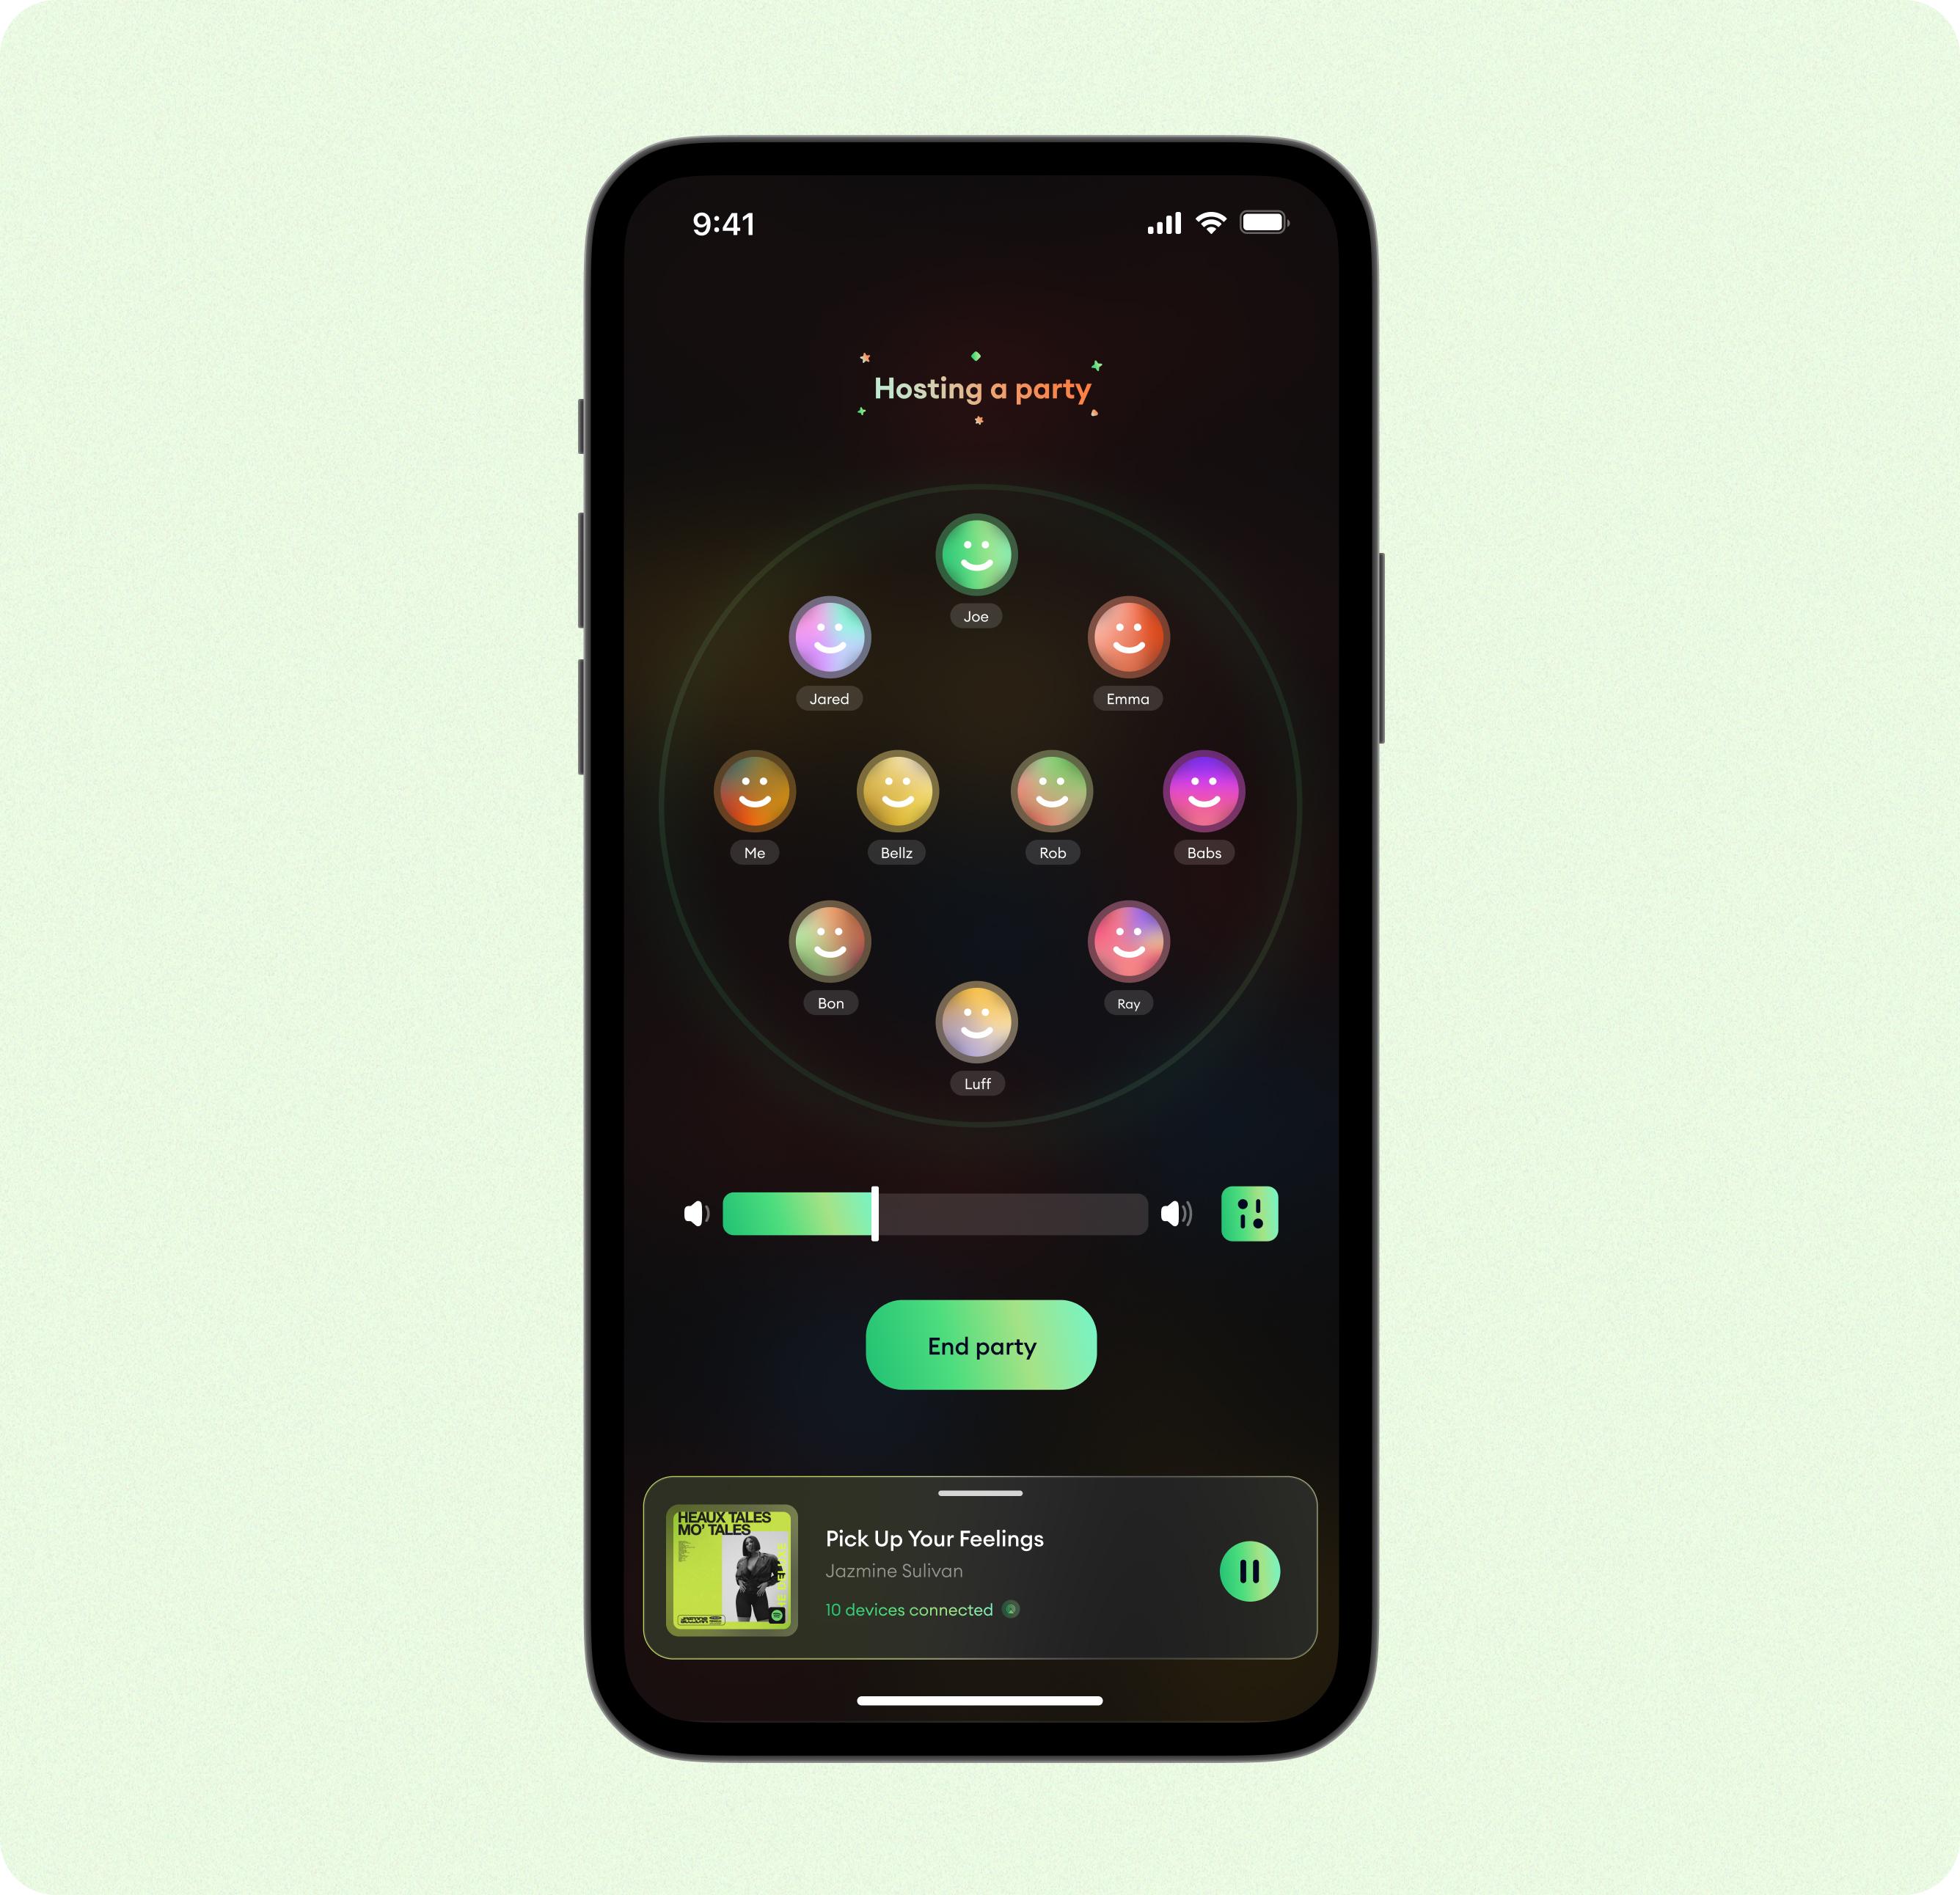 9:41
Hosting a party
Joe
Jared
Emma
Me
Bellz
Rob
Babs
Bon
Ray
Luff
End party
HEAUX TALES
MO' TALES
Pick Up Your Feelings
Jazmine Sulivan
10 devices connected